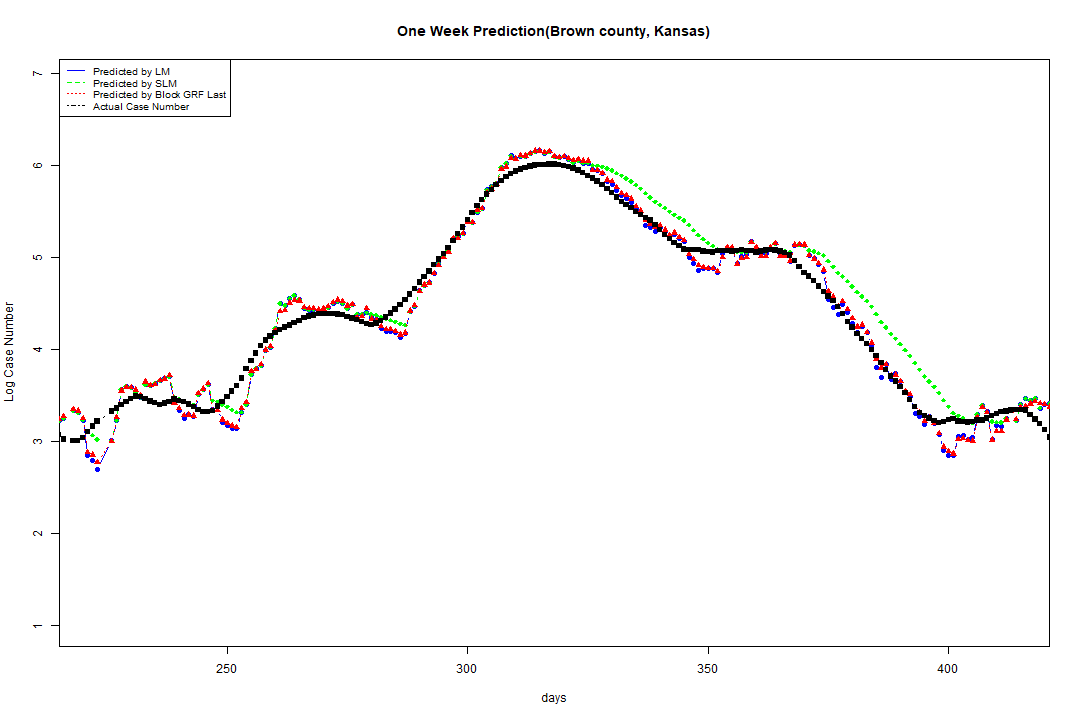 One Week Prediction(Brown county, Kansas)
Predicted by LM
Predicted by SLM
Predicted by Block GRF Last
Actual Case Number
7
6
5
4
3
2
1
Log Case Number
250 300 350 400
days